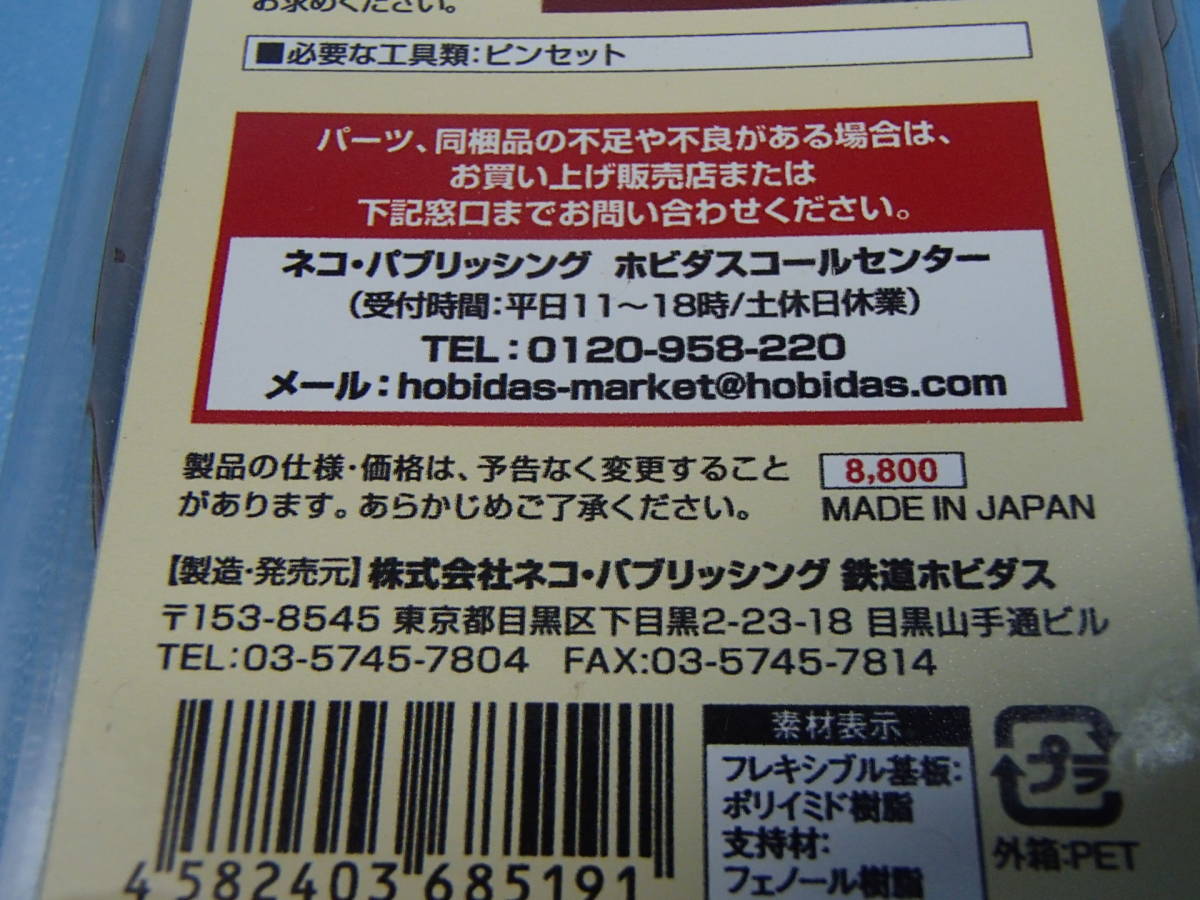 お求めください。
■必要な工具類:ピンセット
パーツ、同梱品の不足や不良がある場合は、
お買い上げ販売店または
下記窓口までお問い合わせください。
ネコ・パブリッシング ホビダスコールセンター
(受付時間:平日11〜18時/土休日休業)
TEL:0120-958-220
メール:hobidas-market@hobidas.com
製品の仕様・価格は、予告なく変更すること
があります。あらかじめご了承ください。
8,800
MADE IN JAPAN
【製造・発売元】株式会社ネコ・パブリッシング 鉄道ホビダス
〒153-8545 東京都目黒区下目黒2-23-18 目黒山手通ビル
TEL:03-5745-7804 FAX:03-5745-7814
4 582403 685191
素材表示
フレキシブル基板:
ポリイミド樹脂
支持材:
フェノール樹脂
プラ
外箱:PET